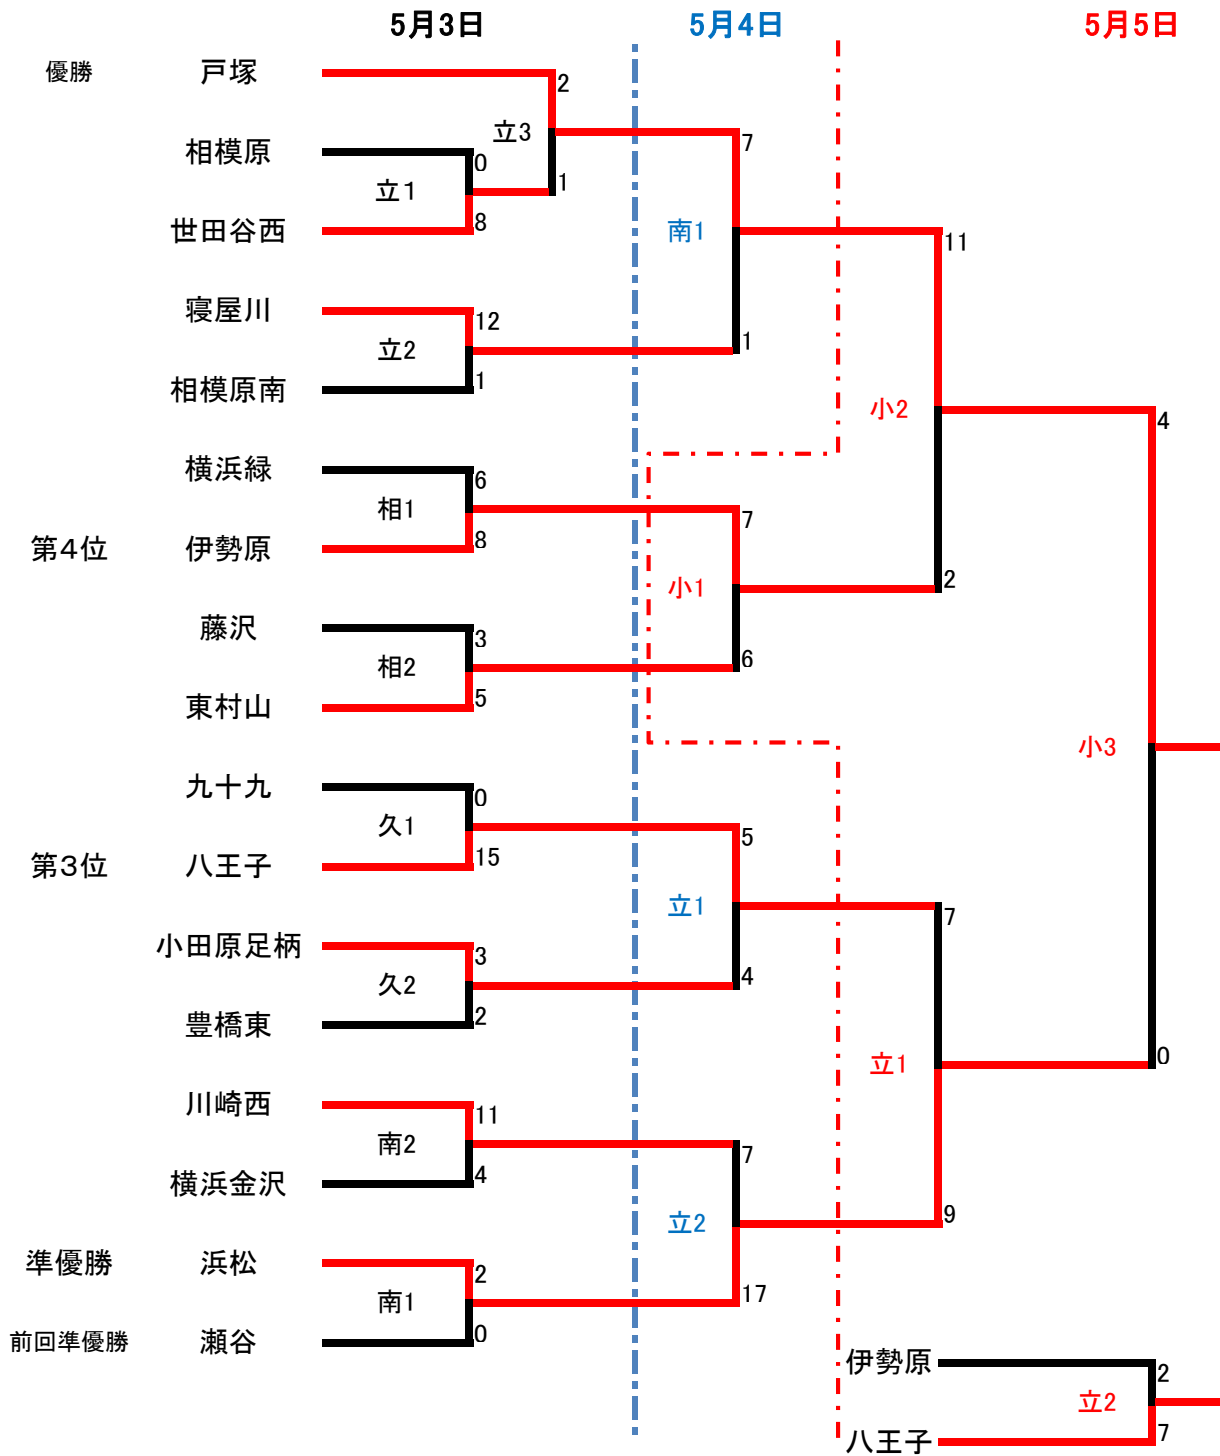 5月3日 5月4日 5月5日
優勝 戸塚 2
立3 7
相模原 0
立1 1
世田谷西 8 南1 11
寝屋川 12
立2 1
相模原南 1 小2 4
横浜緑 6
相1 7
第4位 伊勢原 8
小1 2
藤沢 3
相2 6
東村山 5
小3
九十九 0
久1 5
第3位 八王子 15
立1 7
小田原足柄 3
久2 4
豊橋東 2
立1 0
川崎西 11
南2 7
横浜金沢 4
立2 9
準優勝 浜松 2
南1 17
前回準優勝 瀬谷 0
伊勢原 2
立2
八王子 7